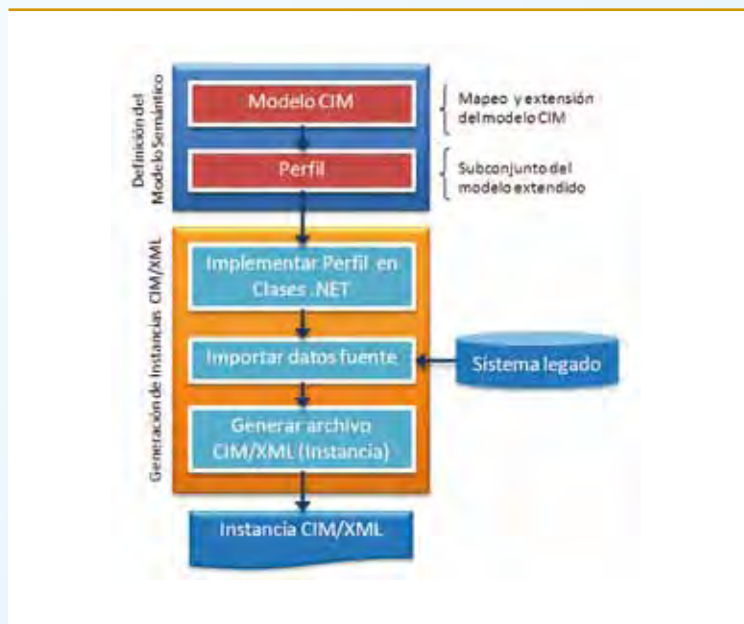 Definición del
Modelo Semántico
Modelo CIM
Mapeo y extensión
del modelo CIM
Perfil
Subconjunto del
modelo extendido
Generación de Instancias CIM/XML
Implementar Perfil en
Clases .NET
Importar datos fuente
Sistema legado
Generar archivo
CIM/XML (Instancia)
Instancia CIM/XML